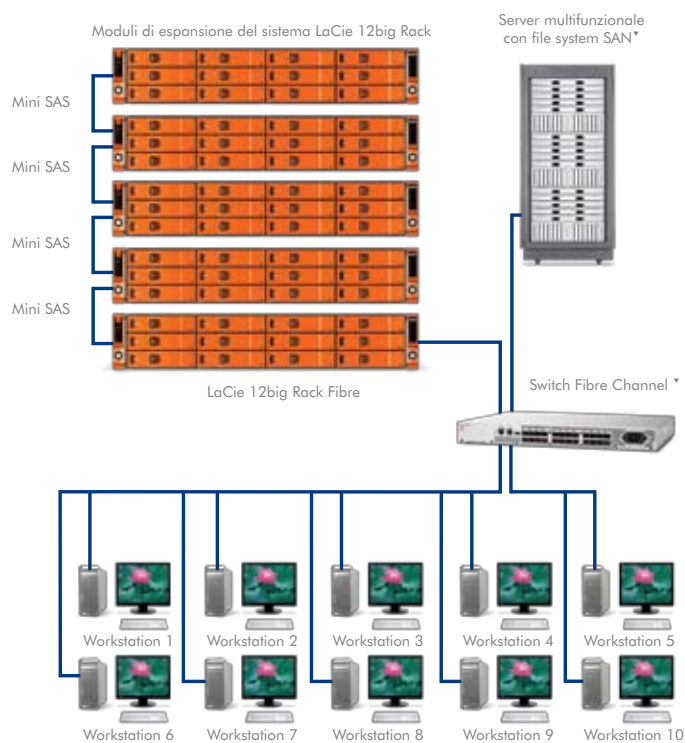 Moduli di espansione del sistema LaCie 12big Rack
Server multifunzionale
con file system SAN▼
Mini SAS
Mini SAS
Mini SAS
Mini SAS
LaCie 12big Rack Fibre
Switch Fibre Channel ▼
Workstation 1
Workstation 2
Workstation 3
Workstation 4
Workstation 5
Workstation 6
Workstation 7
Workstation 8
Workstation 9
Workstation 10